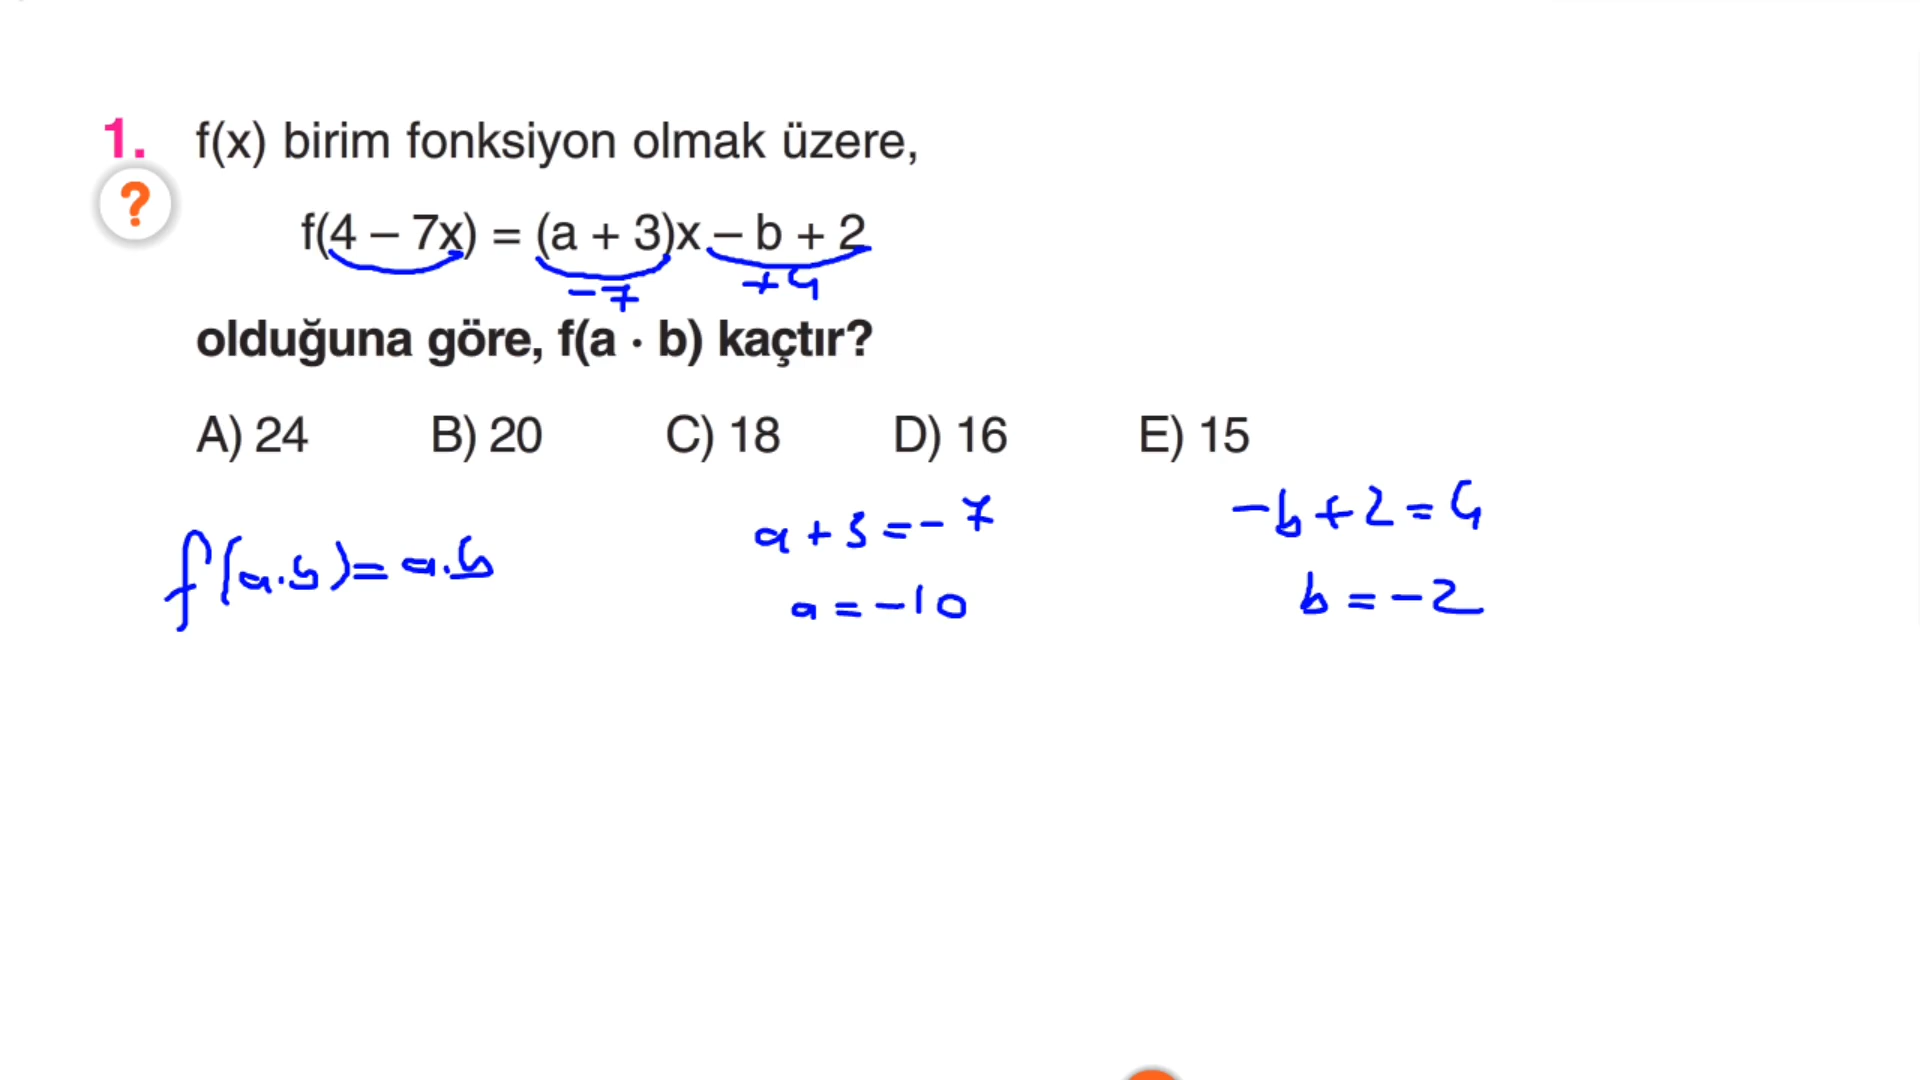 1. f(x) birim fonksiyon olmak üzere,
?
f(4 – 7x) = (a + 3)x – b + 2
-7 +4
olduğuna göre, f(a · b) kaçtır?
A) 24 B) 20 C) 18 D) 16 E) 15
f(a.b)=a.b
a+3=-7
a=-10
-b+2=4
b=-2